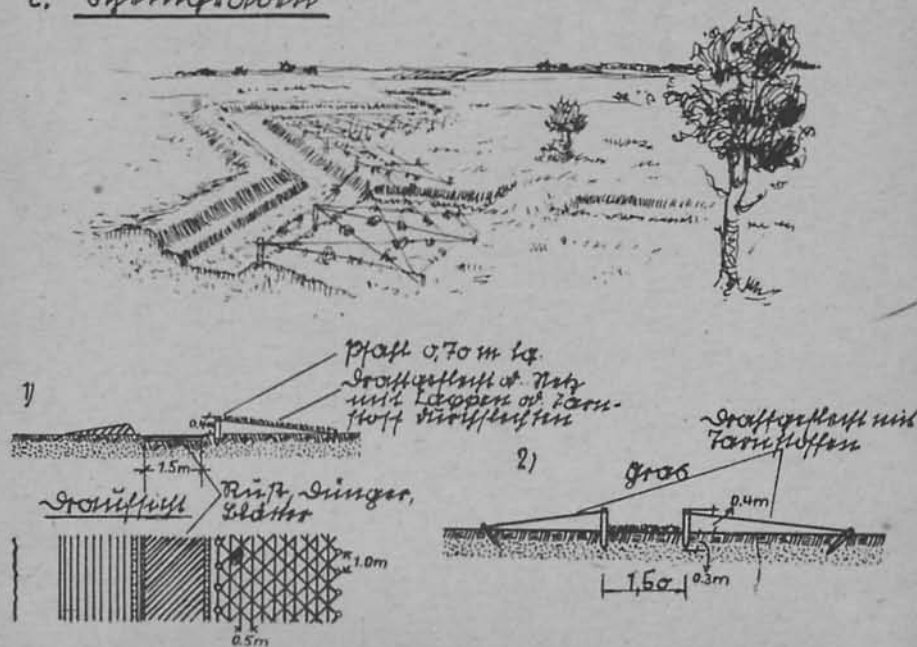 c. Scheingraben
Pfahl 0,70 m lg.
Drahtgeflecht od. Netz
mit Lappen od. Tarn-
stoff durchflechten
1)
0.4m
1.5m
Draufsicht
Ruß, Dünger,
Blätter
1.0m
0.5m
2)
Drahtgeflecht mit
Tarnstoffen
Gras
0.4m
1,50
0.3m